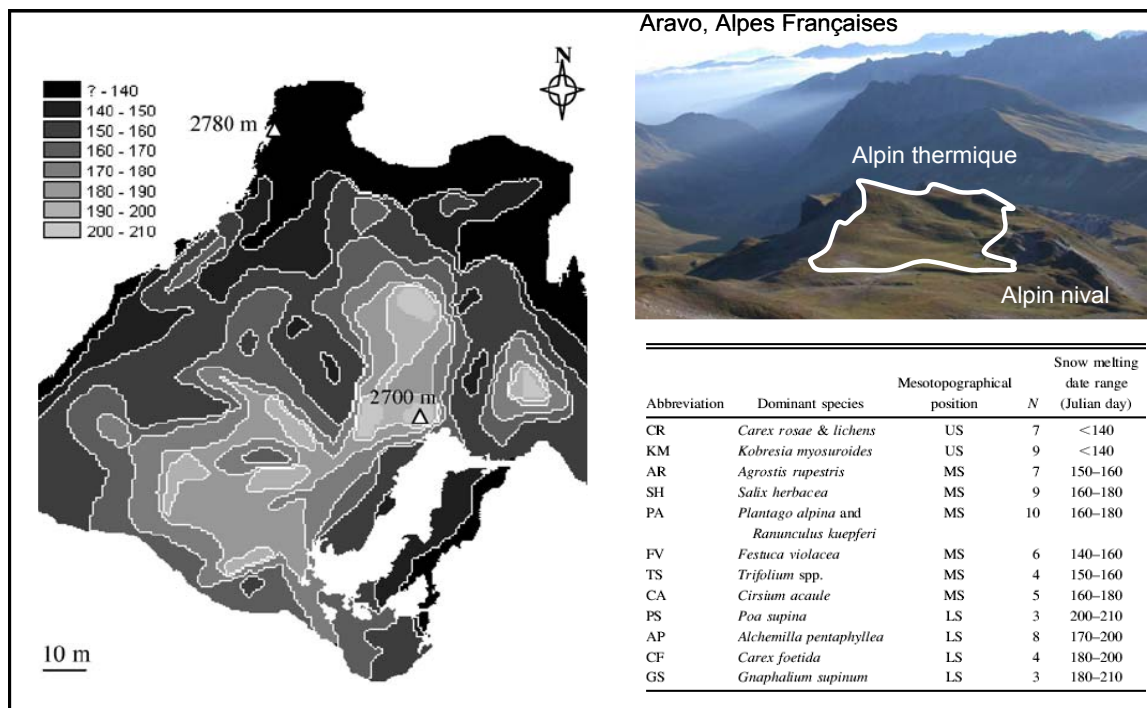 Aravo, Alpes Françaises
N
? - 140
140 - 150
150 - 160
160 - 170
170 - 180
180 - 190
190 - 200
200 - 210
2780 m
2700 m
10 m
Alpin thermique
Alpin nival
Abbreviation Dominant species Mesotopographical position N Snow melting date range (Julian day)
CR Carex rosae & lichens US 7 <140
KM Kobresia myosuroides US 9 <140
AR Agrostis rupestris MS 7 150–160
SH Salix herbacea MS 9 160–180
PA Plantago alpina and MS 10 160–180
Ranunculus kuepferi
FV Festuca violacea MS 6 140–160
TS Trifolium spp. MS 4 150–160
CA Cirsium acaule MS 5 160–180
PS Poa supina LS 3 200–210
AP Alchemilla pentaphyllea LS 8 170–200
CF Carex foetida LS 4 180–200
GS Gnaphalium supinum LS 3 180–210